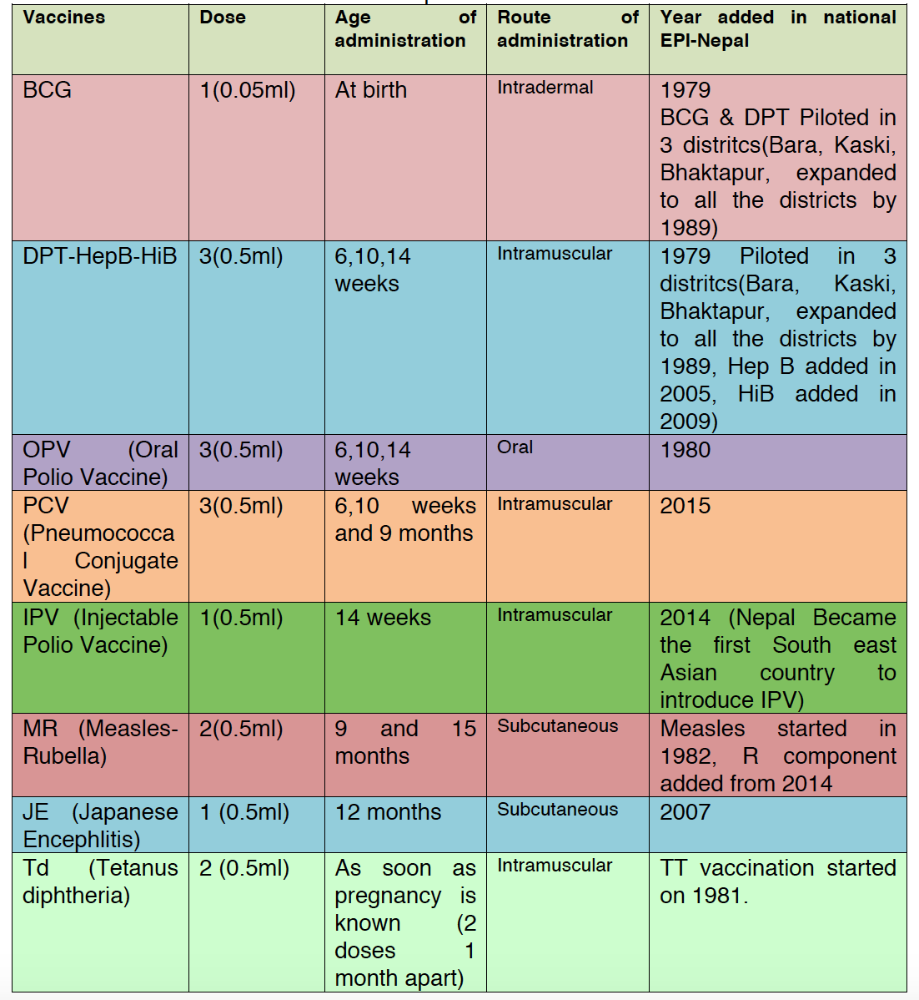 Vaccines
Dose
Age of
administration
Route of
administration
Year added in national
EPI-Nepal
BCG
1(0.05ml)
At birth
Intradermal
1979
BCG & DPT Piloted in
3 distritcs(Bara, Kaski,
Bhaktapur, expanded
to all the districts by
1989)
DPT-HepB-HiB
3(0.5ml)
6,10,14
weeks
Intramuscular
1979 Piloted in 3
distritcs(Bara, Kaski,
Bhaktapur, expanded
to all the districts by
1989, Hep B added in
2005, HiB added in
2009)
OPV (Oral
Polio Vaccine)
3(0.5ml)
6,10,14
weeks
Oral
1980
PCV
(Pneumococca
l Conjugate
Vaccine)
3(0.5ml)
6,10 weeks
and 9 months
Intramuscular
2015
IPV (Injectable
Polio Vaccine)
1(0.5ml)
14 weeks
Intramuscular
2014 (Nepal Became
the first South east
Asian country to
introduce IPV)
MR (Measles-
Rubella)
2(0.5ml)
9 and 15
months
Subcutaneous
Measles started in
1982, R component
added from 2014
JE (Japanese
Encephlitis)
1 (0.5ml)
12 months
Subcutaneous
2007
Td (Tetanus
diphtheria)
2 (0.5ml)
As soon as
pregnancy is
known (2
doses 1
month apart)
Intramuscular
TT vaccination started
on 1981.